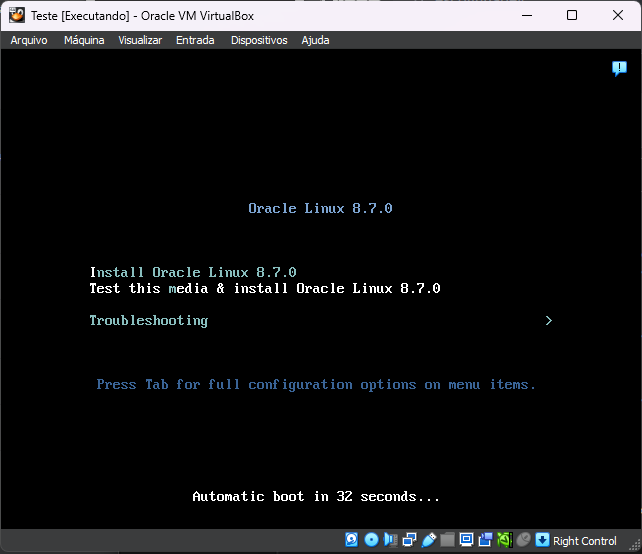 Teste [Executando] - Oracle VM VirtualBox
Arquivo Máquina Visualizar Entrada Dispositivos Ajuda
Oracle Linux 8.7.0
Install Oracle Linux 8.7.0
Test this media & install Oracle Linux 8.7.0
Troubleshooting >
Press Tab for full configuration options on menu items.
Automatic boot in 32 seconds...
Right Control